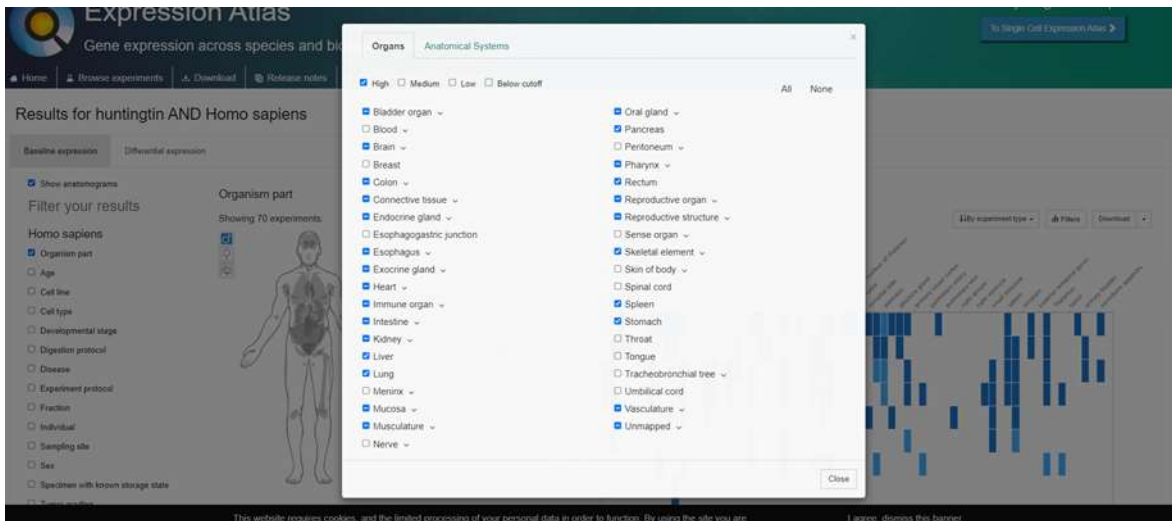 Expression Atlas
Gene expression across species and bi
To Single Cell Expression Atlas
Home
Browse experiments
Download
Release notes
Results for huntingtin AND Homo sapiens
Baseline expression
Differential expression
Show anatomograms
Filter your results
Homo sapiens
Organism part
Age
Cell line
Cell type
Developmental stage
Digestion protocol
Disease
Experiment protocol
Fraction
Individual
Sampling site
Sex
Specimen with known storage state
Organism part
Showing 70 experiments:
Organs
Anatomical Systems
×
High
Medium
Low
Below cutoff
All
None
Bladder organ
Blood
Brain
Breast
Colon
Connective tissue
Endocrine gland
Esophagogastric junction
Esophagus
Exocrine gland
Heart
Immune organ
Intestine
Kidney
Liver
Lung
Meninx
Mucosa
Musculature
Nerve
Oral gland
Pancreas
Peritoneum
Pharynx
Rectum
Reproductive organ
Reproductive structure
Sense organ
Skeletal element
Skin of body
Spinal cord
Spleen
Stomach
Throat
Tongue
Tracheobronchial tree
Umbilical cord
Vasculature
Unmapped
Close
By experiment type
Filters
Download
This website requires cookies, and the limited processing of your personal data in order to function. By using the site you are
I agree, dismiss this banner